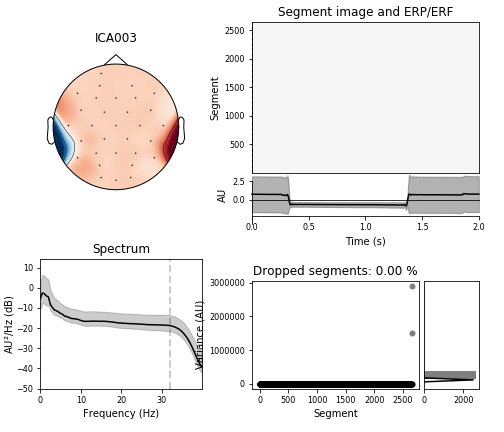 ICA003
Segment image and ERP/ERF
2500
2000
1500
1000
500
Segment
2.5
0.0
AU
0.0 0.5 1.0 1.5 2.0
Time (s)
Spectrum
10
0
−10
−20
−30
−40
−50
AU²/Hz (dB)
0 10 20 30
Frequency (Hz)
Dropped segments: 0.00 %
3000000
2000000
1000000
0
Variance (AU)
0 500 1000 1500 2000 2500
Segment
0 2000